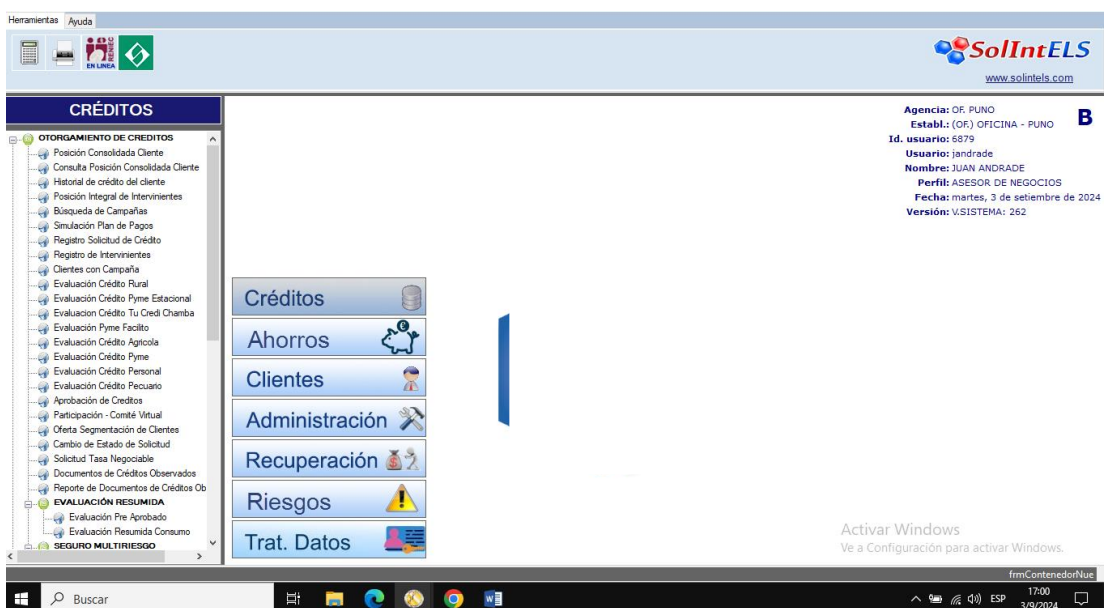 Herramientas Ayuda
RENIEC
EN LINEA
SolIntELS
www.solintels.com
CRÉDITOS
OTORGAMIENTO DE CREDITOS
Posición Consolidada Cliente
Consulta Posición Consolidada Cliente
Historial de crédito del cliente
Posición Integral de Intervinientes
Búsqueda de Campañas
Simulación Plan de Pagos
Registro Solicitud de Crédito
Registro de Intervinientes
Clientes con Campaña
Evaluación Crédito Rural
Evaluación Crédito Pyme Estacional
Evaluacion Crédito Tu Credi Chamba
Evaluación Pyme Facilito
Evaluación Crédito Agricola
Evaluación Crédito Pyme
Evaluación Crédito Personal
Evaluación Crédito Pecuario
Aprobación de Creditos
Participación - Comité Virtual
Oferta Segmentación de Clientes
Cambio de Estado de Solicitud
Solicitud Tasa Negociable
Documentos de Créditos Observados
Reporte de Documentos de Créditos Ob
EVALUACIÓN RESUMIDA
Evaluación Pre Aprobado
Evaluación Resumida Consumo
SEGURO MULTIRIESGO
Créditos
Ahorros
Clientes
Administración
Recuperación
Riesgos
Trat. Datos
Agencia: OF. PUNO
B
Establ.: (OF.) OFICINA - PUNO
Id. usuario: 6879
Usuario: jandrade
Nombre: JUAN ANDRADE
Perfil: ASESOR DE NEGOCIOS
Fecha: martes, 3 de setiembre de 2024
Versión: V.SISTEMA: 262
Activar Windows
Ve a Configuración para activar Windows.
frmContenedorNue
Buscar
ESP
17:00
3/9/2024